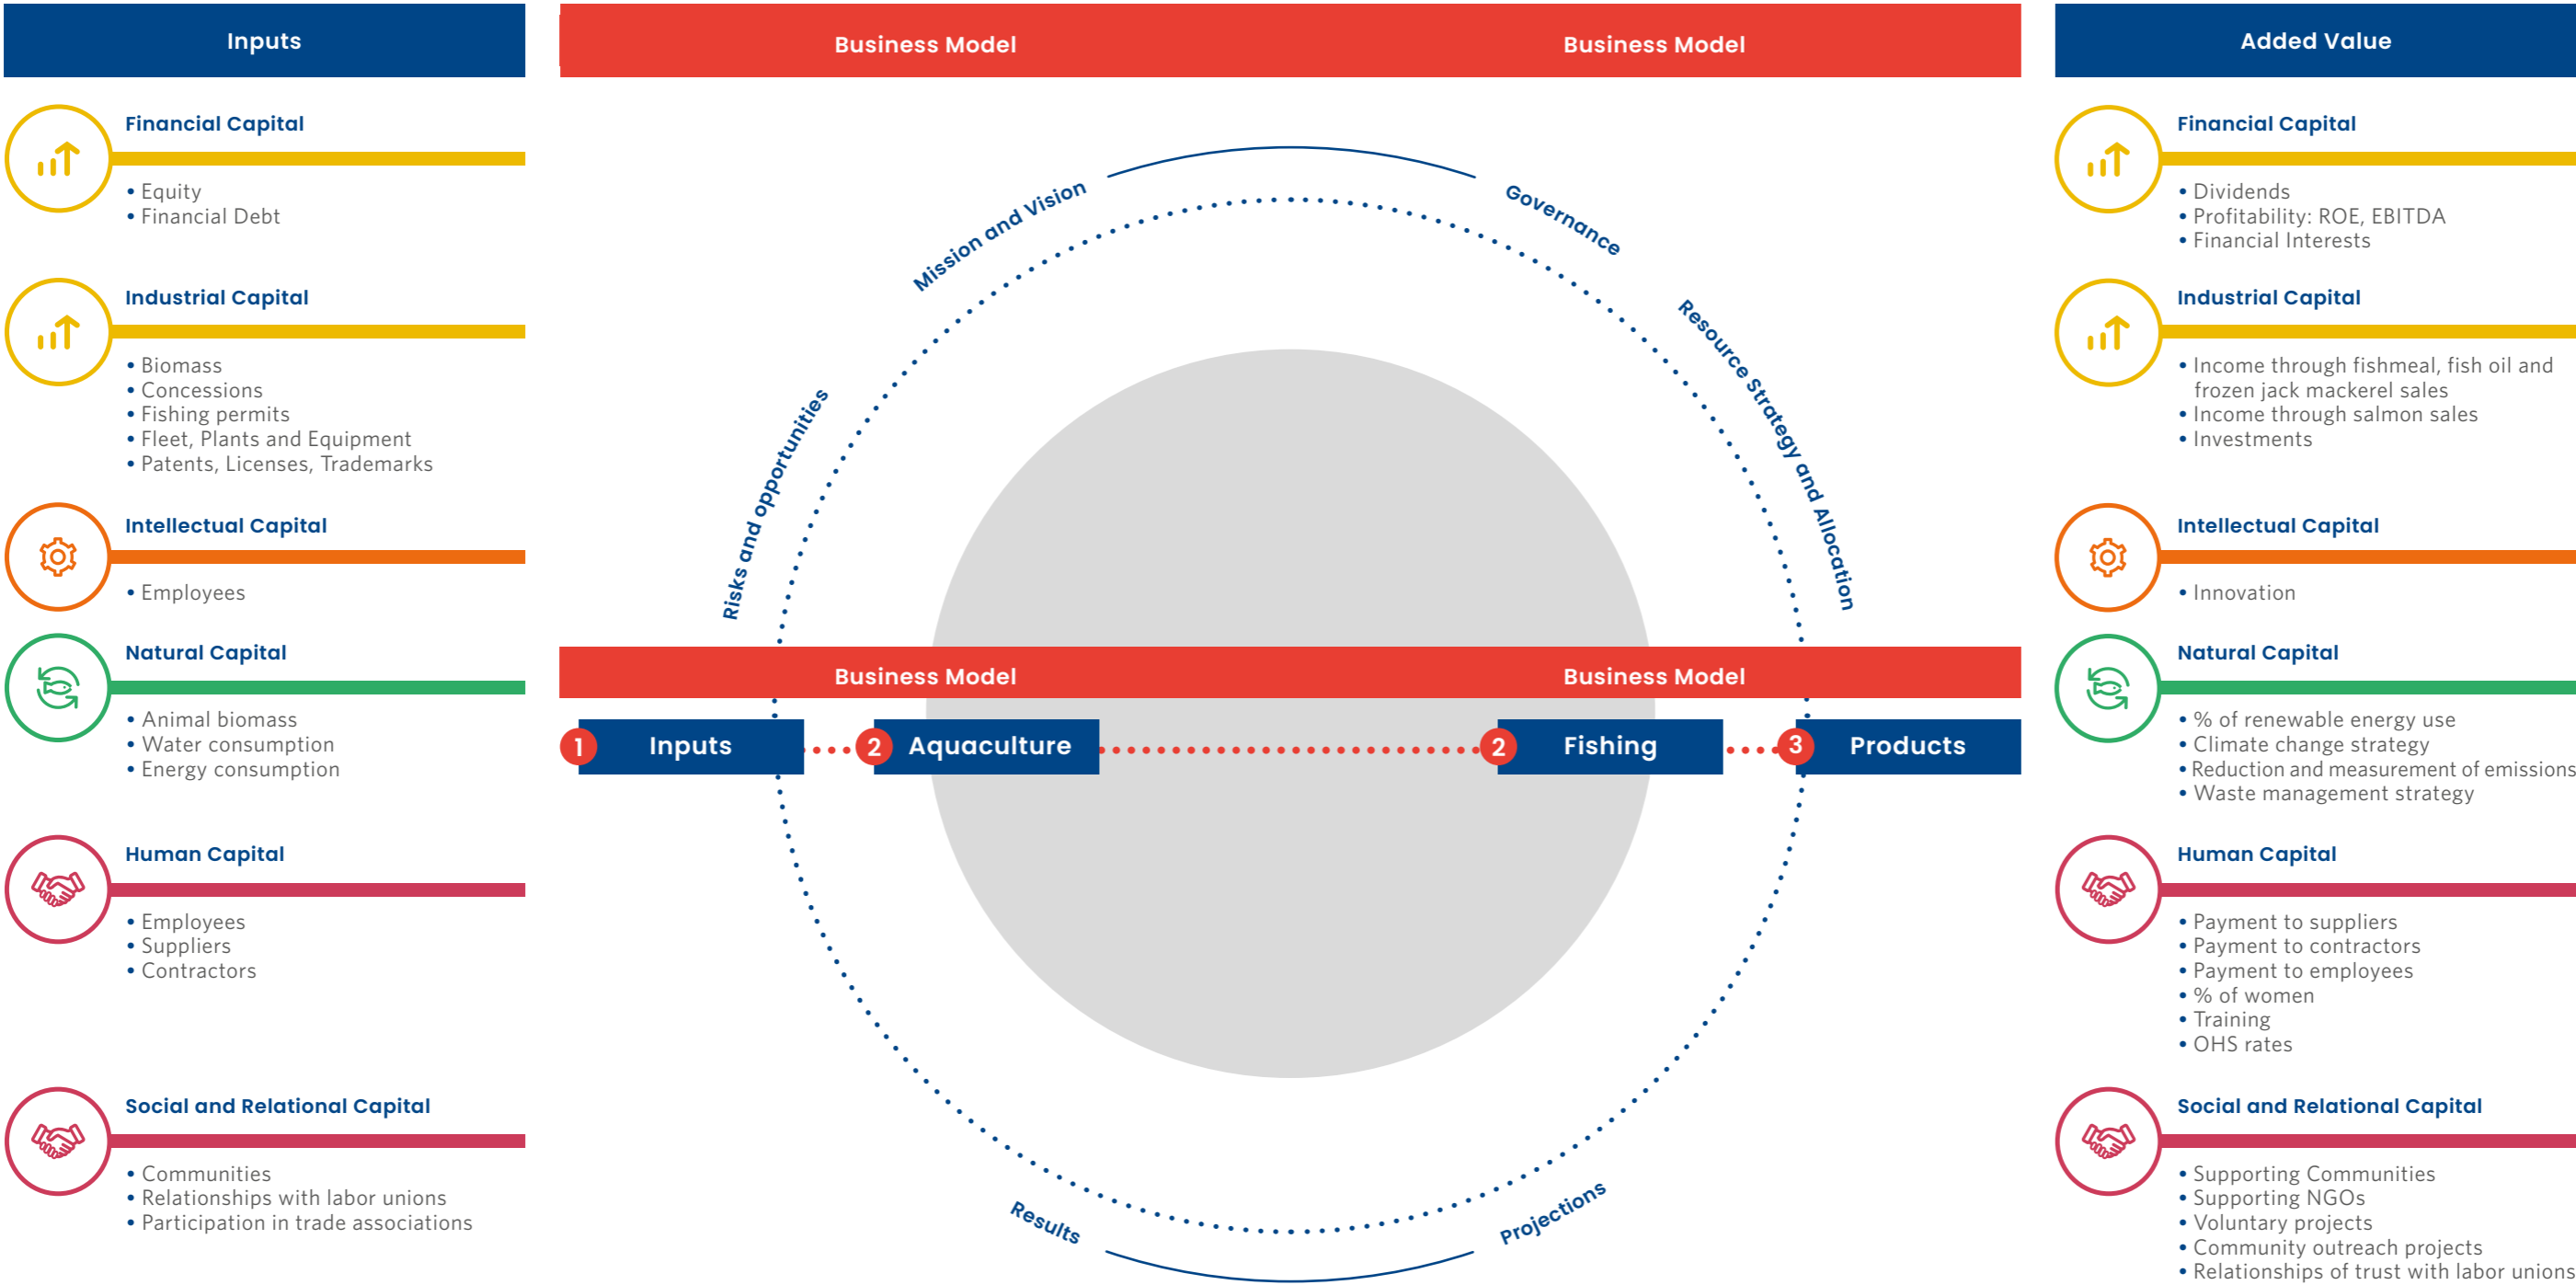 Inputs
Financial Capital
• Equity
• Financial Debt
Industrial Capital
• Biomass
• Concessions
• Fishing permits
• Fleet, Plants and Equipment
• Patents, Licenses, Trademarks
Intellectual Capital
• Employees
Natural Capital
• Animal biomass
• Water consumption
• Energy consumption
Human Capital
• Employees
• Suppliers
• Contractors
Social and Relational Capital
• Communities
• Relationships with labor unions
• Participation in trade associations
Business Model
Business Model
Mission and Vision
Governance
Risks and opportunities
Resource Strategy and Allocation
Business Model
Business Model
1 Inputs
2 Aquaculture
2 Fishing
3 Products
Results
Projections
Added Value
Financial Capital
• Dividends
• Profitability: ROE, EBITDA
• Financial Interests
Industrial Capital
• Income through fishmeal, fish oil and
frozen jack mackerel sales
• Income through salmon sales
• Investments
Intellectual Capital
• Innovation
Natural Capital
• % of renewable energy use
• Climate change strategy
• Reduction and measurement of emissions
• Waste management strategy
Human Capital
• Payment to suppliers
• Payment to contractors
• Payment to employees
• % of women
• Training
• OHS rates
Social and Relational Capital
• Supporting Communities
• Supporting NGOs
• Voluntary projects
• Community outreach projects
• Relationships of trust with labor unions